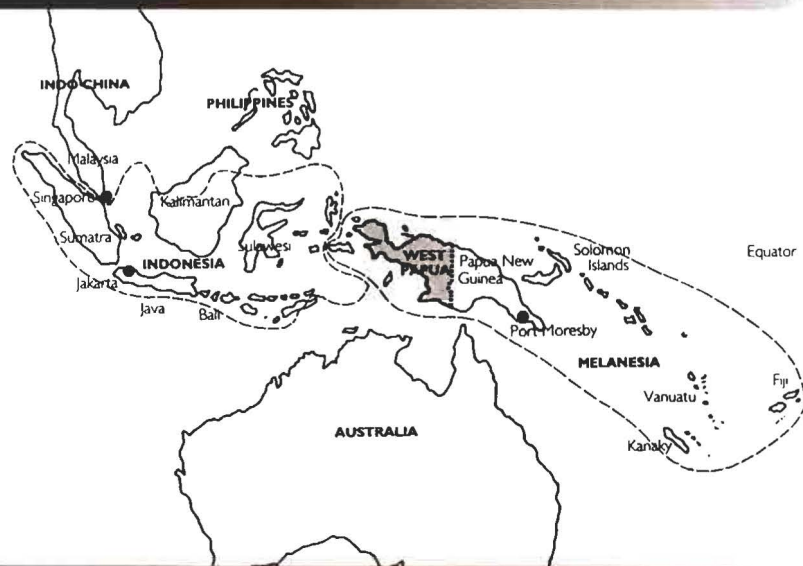 INDO CHINA
PHILIPPINES
Malaysia
Singapore
Kalimantan
Sumatra
Sulawesi
INDONESIA
Jakarta
Java
Bali
WEST
PAPUA
Papua New
Guinea
Solomon
Islands
Equator
Port Moresby
MELANESIA
Vanuatu
Fiji
Kanaky
AUSTRALIA